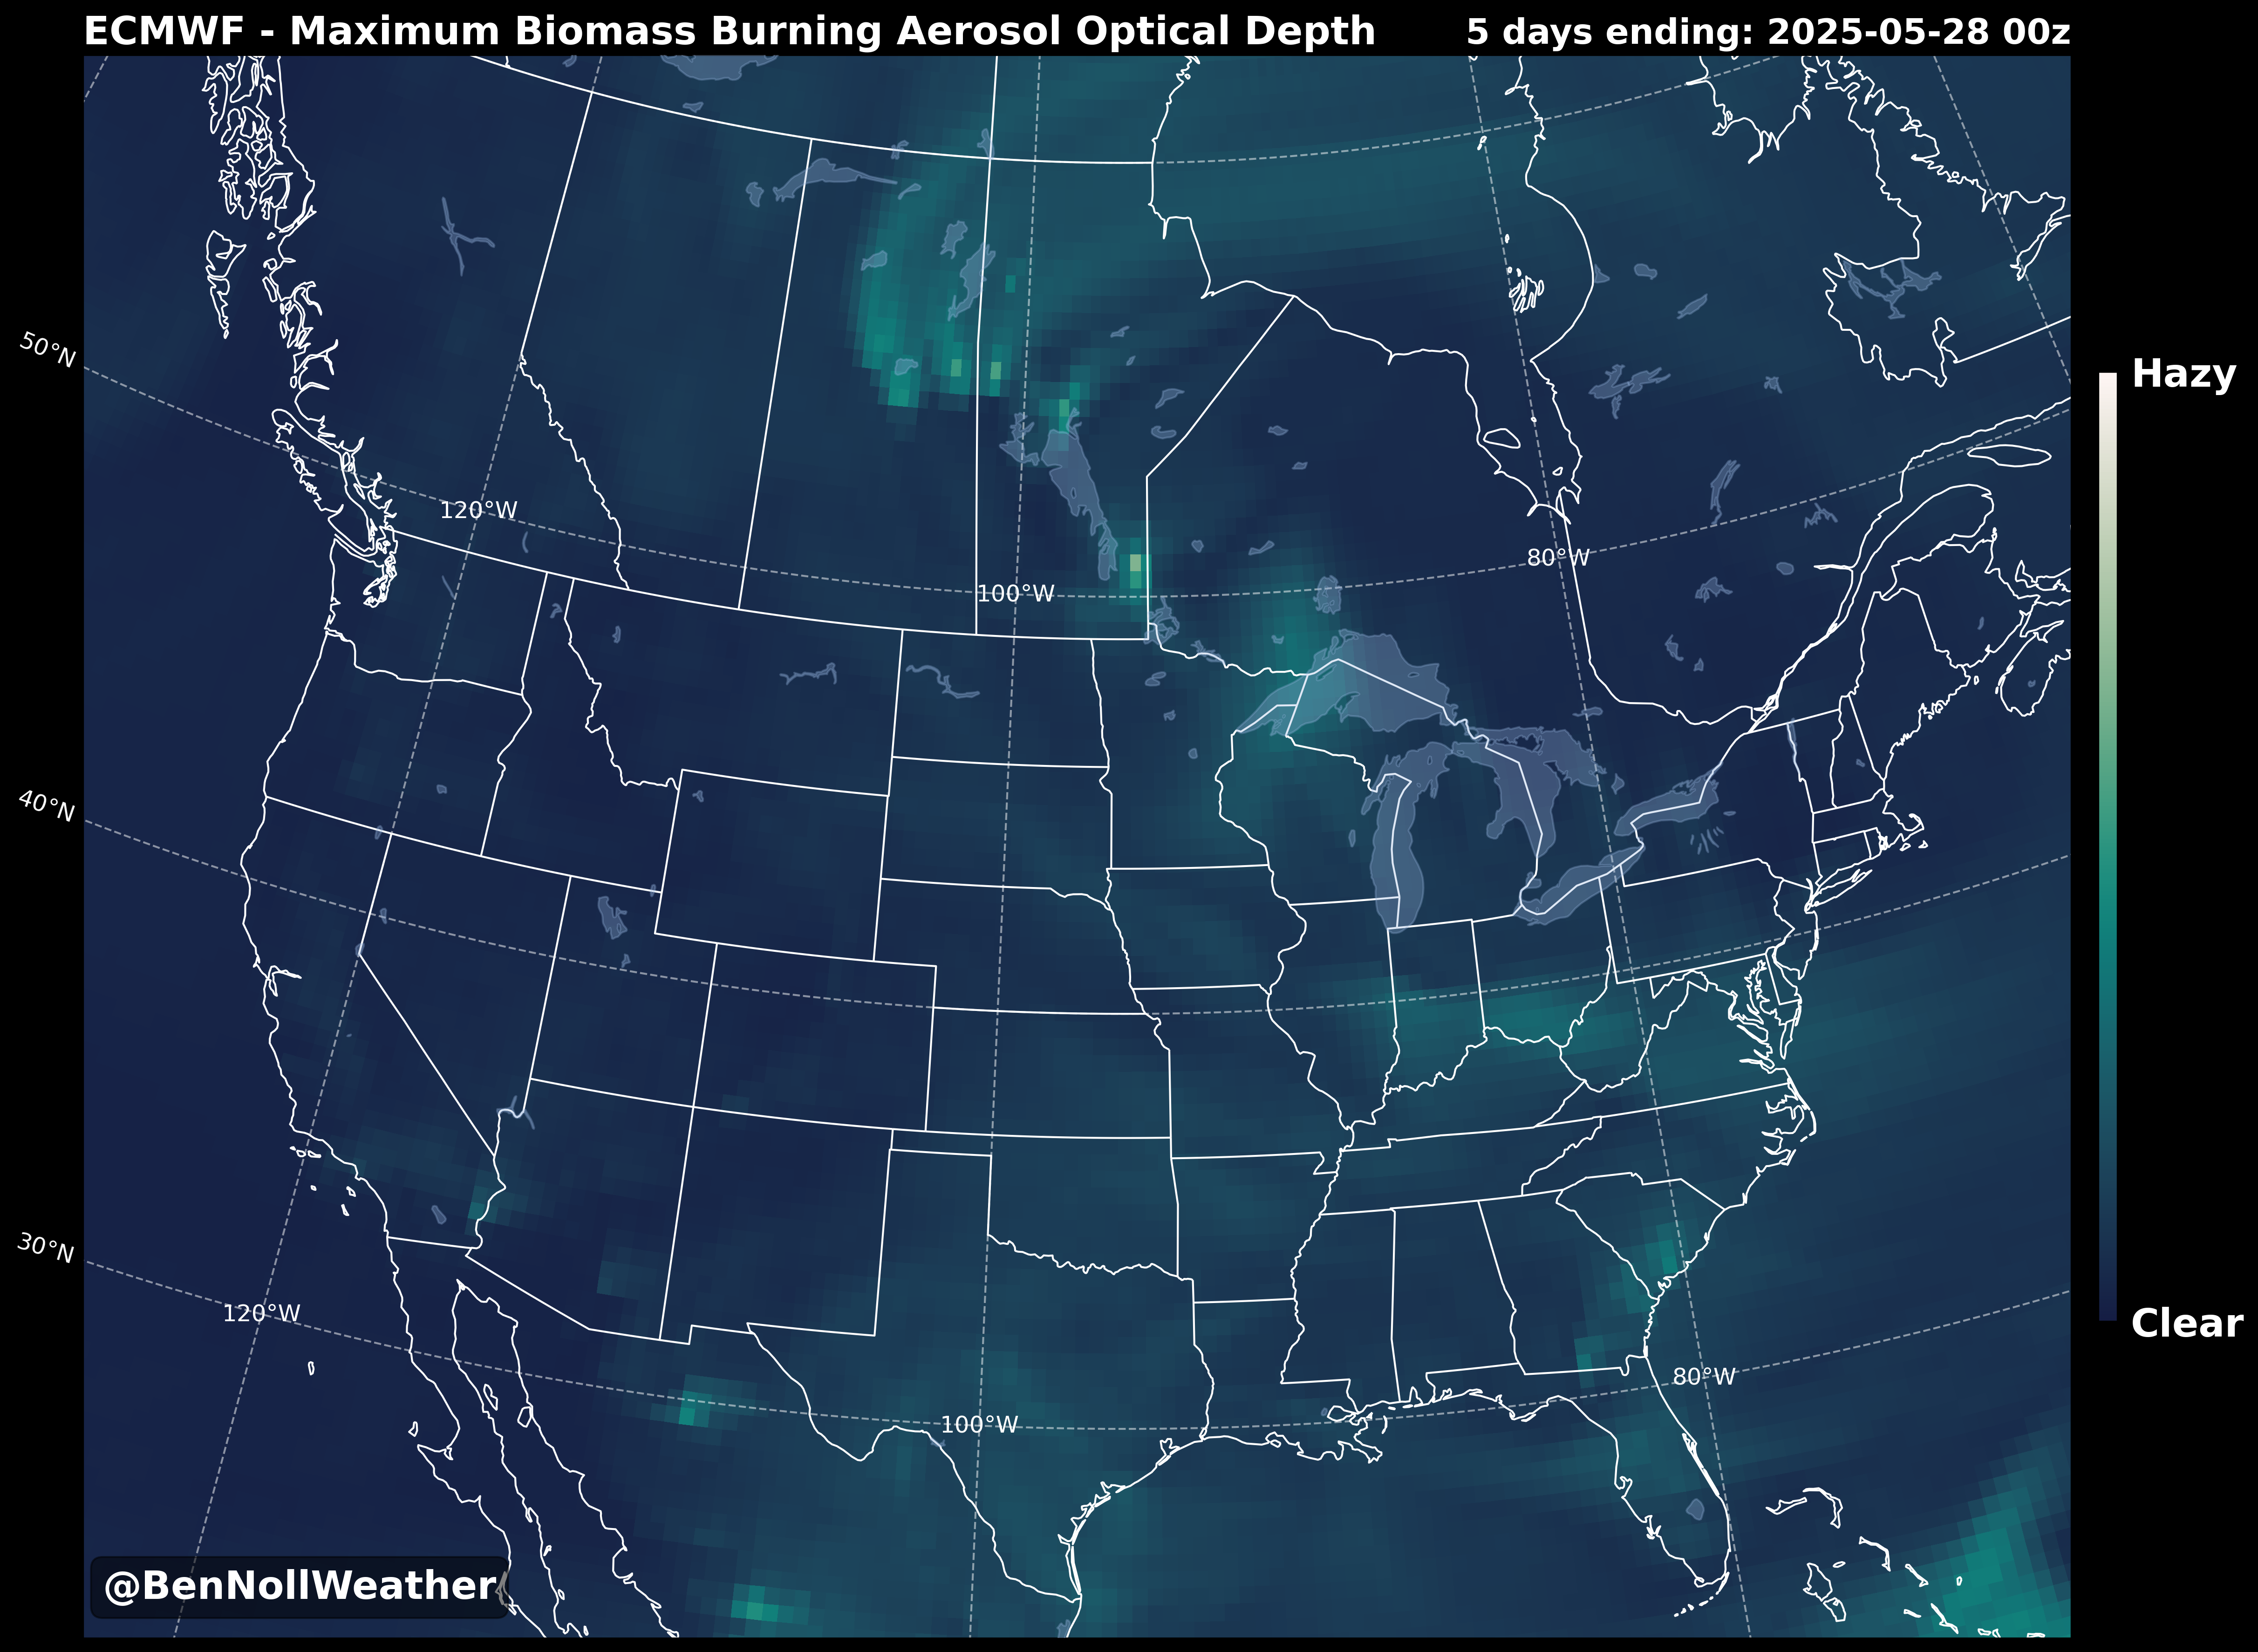 ECMWF - Maximum Biomass Burning Aerosol Optical Depth
5 days ending: 2025-05-28 00z
50°N
Hazy
120°W
80°W
100°W
40°N
30°N
120°W
Clear
80°W
100°W
@BenNollWeather